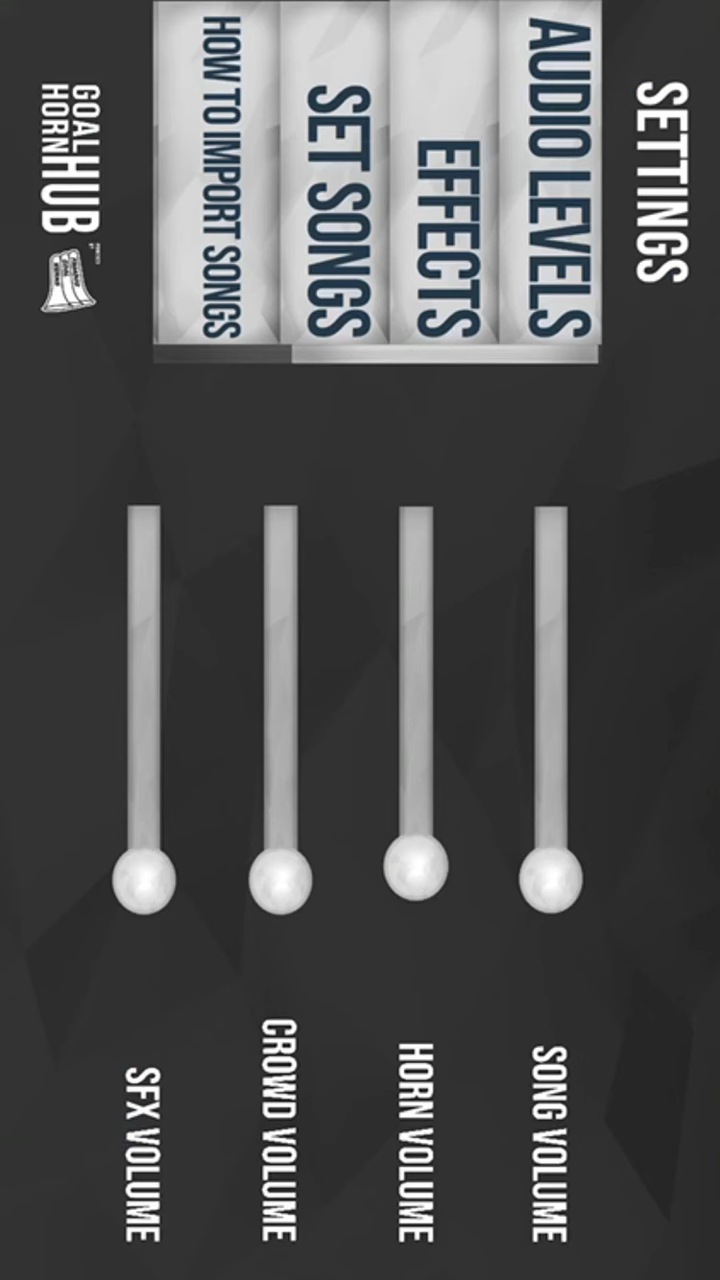 SETTINGS
AUDIO LEVELS
EFFECTS
SET SONGS
HOW TO IMPORT SONGS
SONG VOLUME
HORN VOLUME
CROWD VOLUME
SFX VOLUME
GOAL
HORN HUB